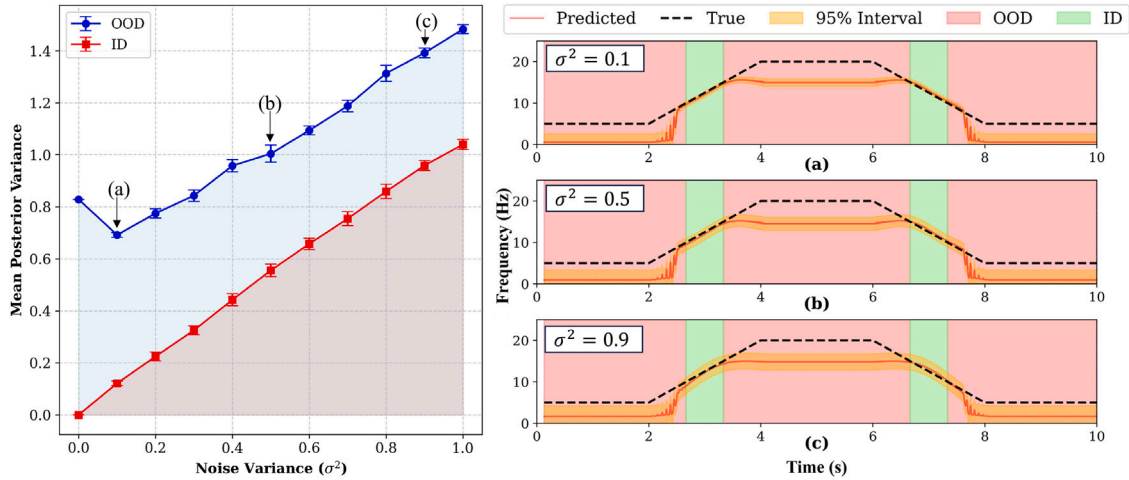 OOD
ID
(a)
(b)
(c)
1.4
1.2
1.0
0.8
0.6
0.4
0.2
0.0
Mean Posterior Variance
0.0 0.2 0.4 0.6 0.8 1.0
Noise Variance (σ²)
Predicted True 95% Interval OOD ID
σ² = 0.1
20
10
0
0 2 4 6 8 10
(a)
σ² = 0.5
20
10
0
0 2 4 6 8 10
(b)
σ² = 0.9
20
10
0
0 2 4 6 8 10
(c)
Frequency (Hz)
Time (s)